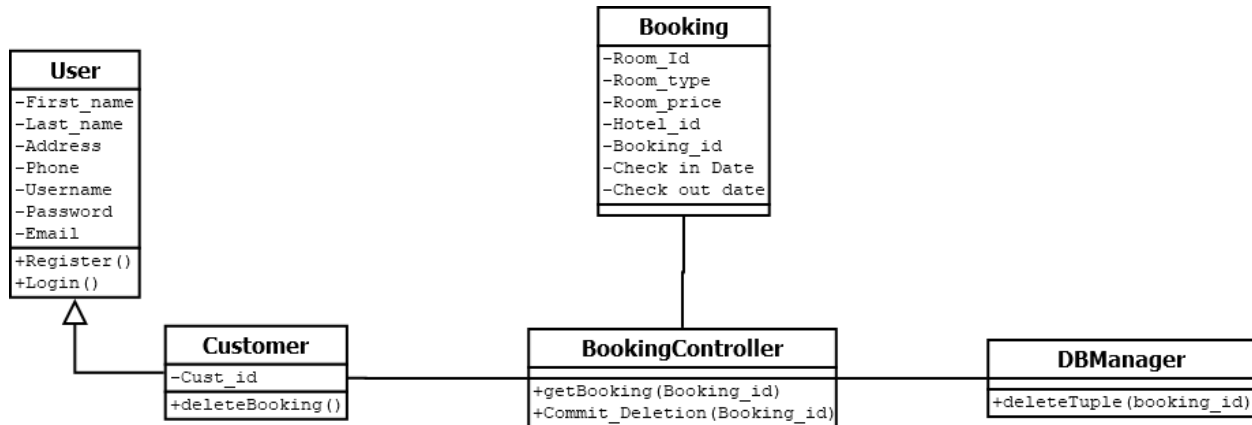 User
-First_name
-Last_name
-Address
-Phone
-Username
-Password
-Email
+Register()
+Login()
Booking
-Room_Id
-Room_type
-Room_price
-Hotel_id
-Booking_id
-Check in Date
-Check out date
Customer
-Cust_id
+deleteBooking()
BookingController
+getBooking(Booking_id)
+Commit_Deletion(Booking_id)
DBManager
+deleteTuple(booking_id)